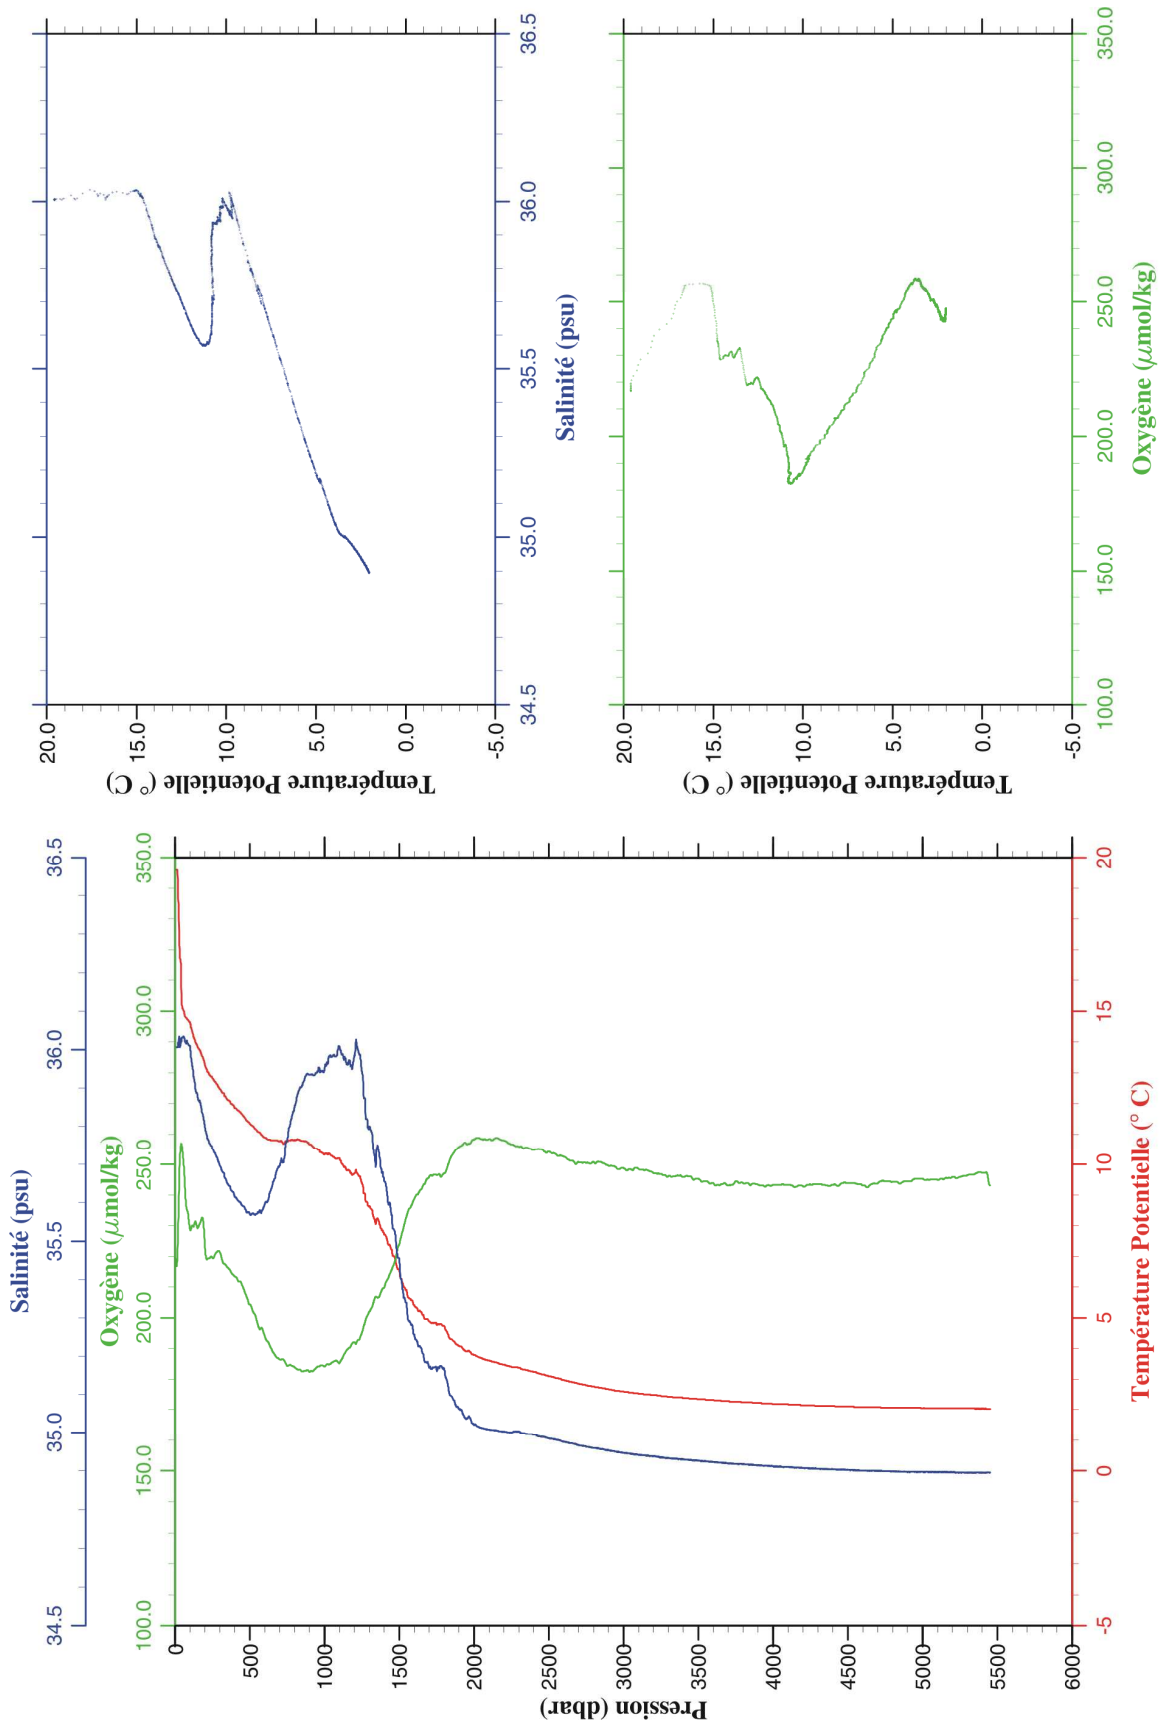 Salinité (psu)
34.5 35.0 35.5 36.0 36.5
Oxygène (µmol/kg)
100.0 150.0 200.0 250.0 300.0 350.0
Pression (dbar)
0
500
1000
1500
2000
2500
3000
3500
4000
4500
5000
5500
6000
-5 0 5 10 15 20
Température Potentielle (° C)
Température Potentielle (° C)
20.0
15.0
10.0
5.0
0.0
-5.0
34.5 35.0 35.5 36.0 36.5
Salinité (psu)
Température Potentielle (° C)
20.0
15.0
10.0
5.0
0.0
-5.0
100.0 150.0 200.0 250.0 300.0 350.0
Oxygène (µmol/kg)